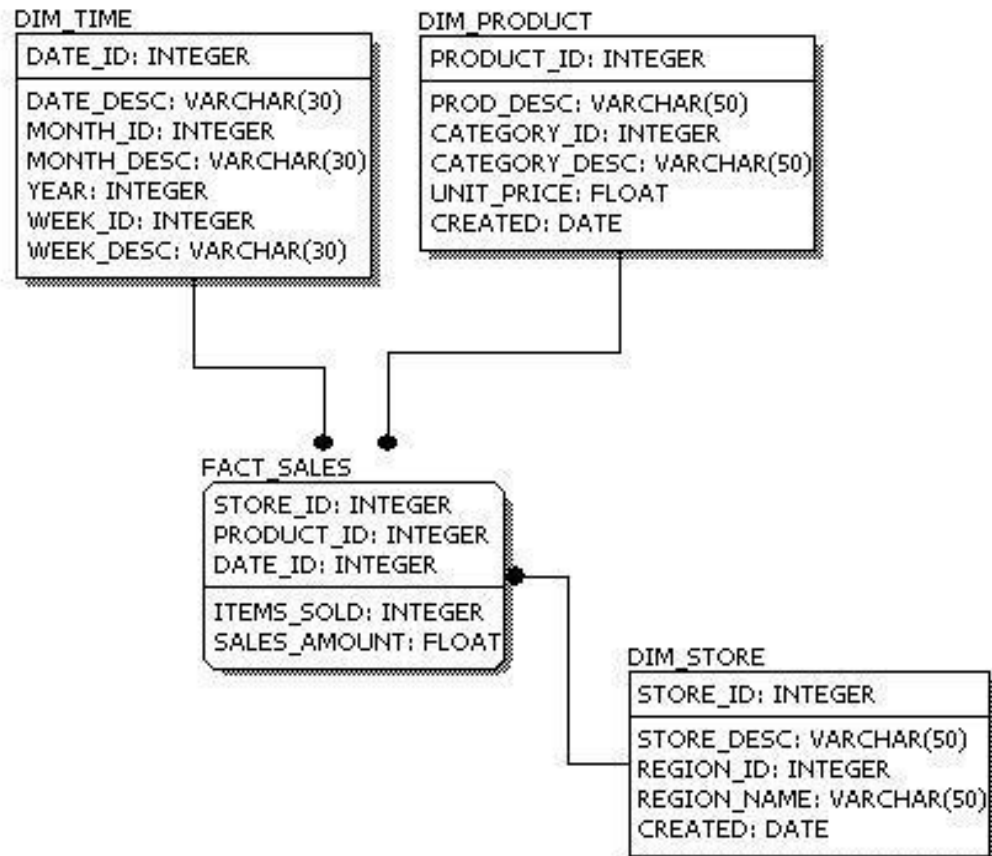 DIM_TIME
DATE_ID: INTEGER
DATE_DESC: VARCHAR(30)
MONTH_ID: INTEGER
MONTH_DESC: VARCHAR(30)
YEAR: INTEGER
WEEK_ID: INTEGER
WEEK_DESC: VARCHAR(30)
DIM_PRODUCT
PRODUCT_ID: INTEGER
PROD_DESC: VARCHAR(50)
CATEGORY_ID: INTEGER
CATEGORY_DESC: VARCHAR(50)
UNIT_PRICE: FLOAT
CREATED: DATE
FACT_SALES
STORE_ID: INTEGER
PRODUCT_ID: INTEGER
DATE_ID: INTEGER
ITEMS_SOLD: INTEGER
SALES_AMOUNT: FLOAT
DIM_STORE
STORE_ID: INTEGER
STORE_DESC: VARCHAR(50)
REGION_ID: INTEGER
REGION_NAME: VARCHAR(50)
CREATED: DATE